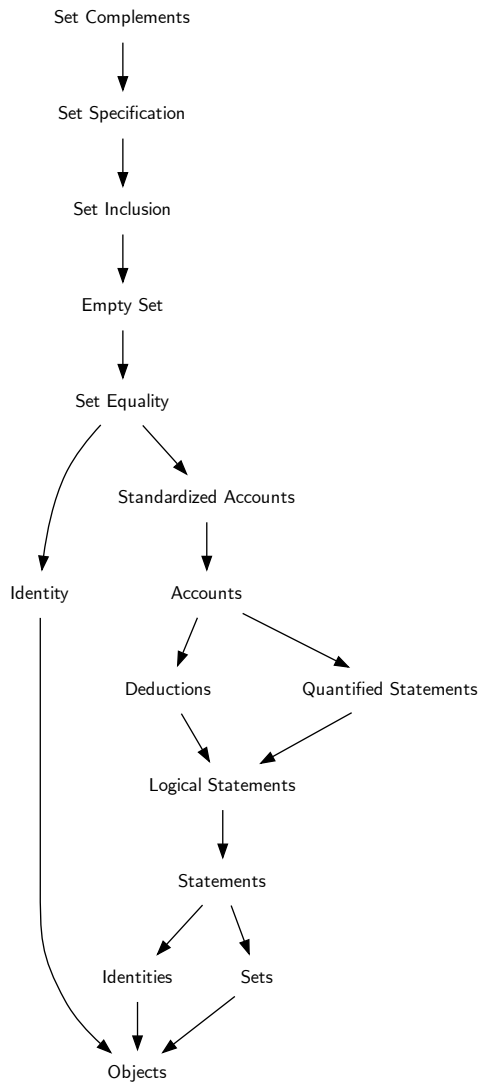 Set Complements
Set Specification
Set Inclusion
Empty Set
Set Equality
Standardized Accounts
Identity
Accounts
Deductions
Quantified Statements
Logical Statements
Statements
Identities
Sets
Objects